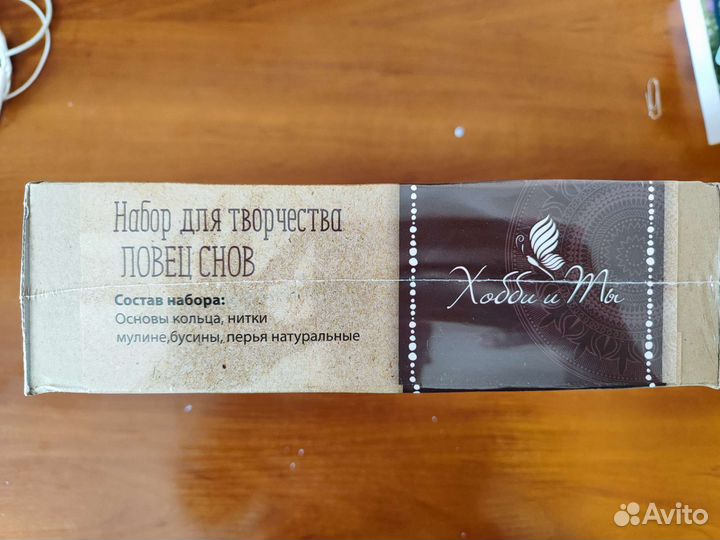 Набор для творчества
ЛОВЕЦ СНОВ
Состав набора:
Основы кольца, нитки
мулине,бусины, перья натуральные
Хобби и Ты
Avito